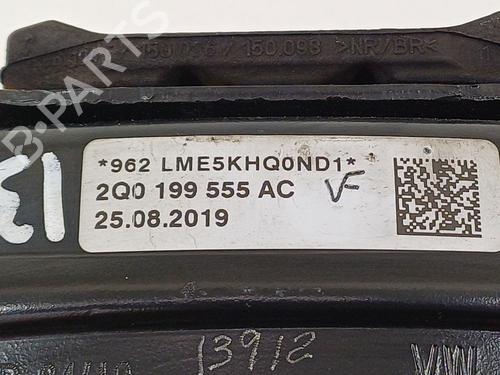 150.098 >NR/BR<
*962 LME5KHQ0ND1*
2Q0 199 555 AC VF
25.08.2019
13912
B-PARTS